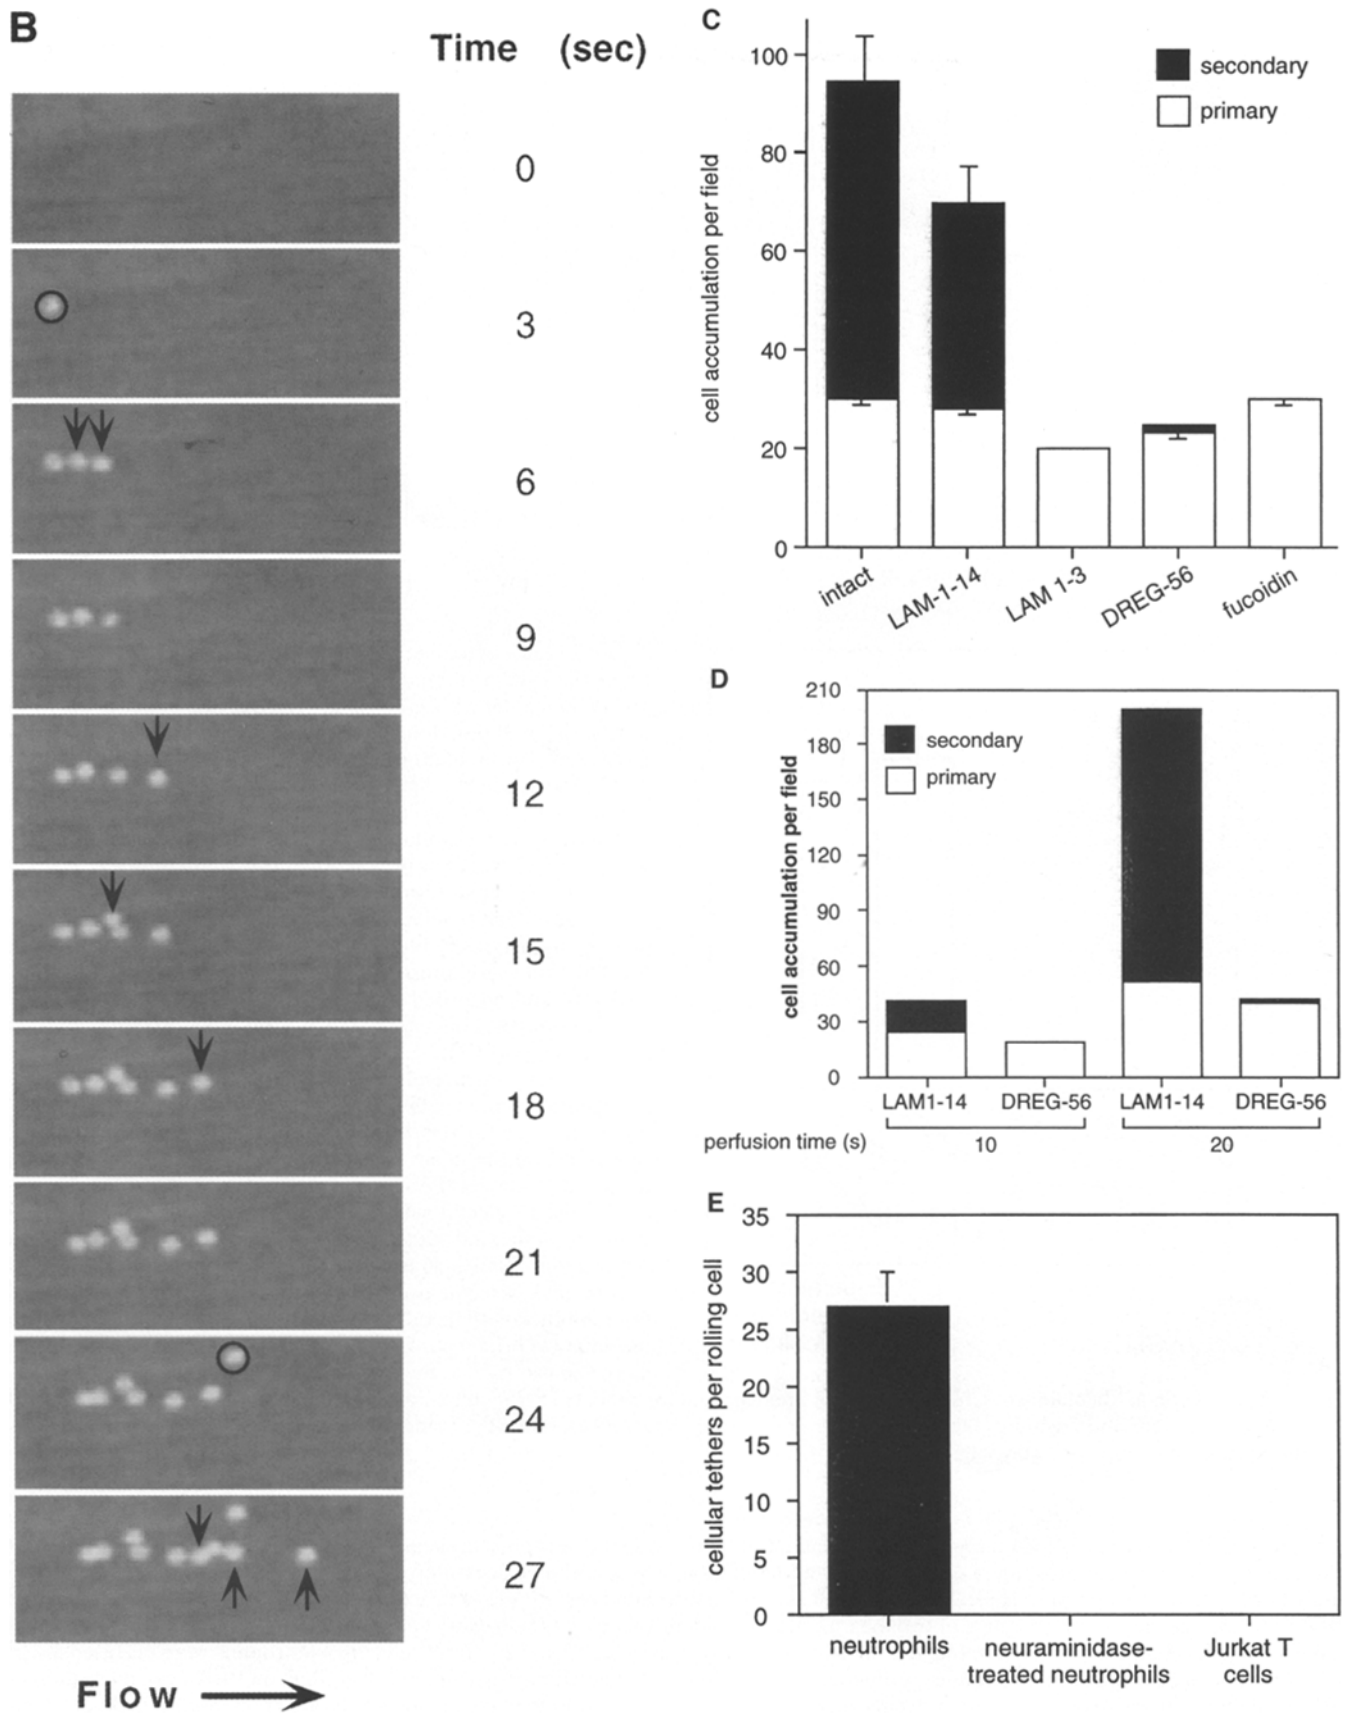 B
Time (sec)
0
3
6
9
12
15
18
21
24
27
Flow
C
secondary
primary
cell accumulation per field
100
80
60
40
20
0
intact
LAM-1-14
LAM 1-3
DREG-56
fucoidin
D
secondary
primary
cell accumulation per field
210
180
150
120
90
60
30
0
LAM1-14 DREG-56 LAM1-14 DREG-56
perfusion time (s) 10 20
E
cellular tethers per rolling cell
35
30
25
20
15
10
5
0
neutrophils
neuraminidase-
treated neutrophils
Jurkat T
cells